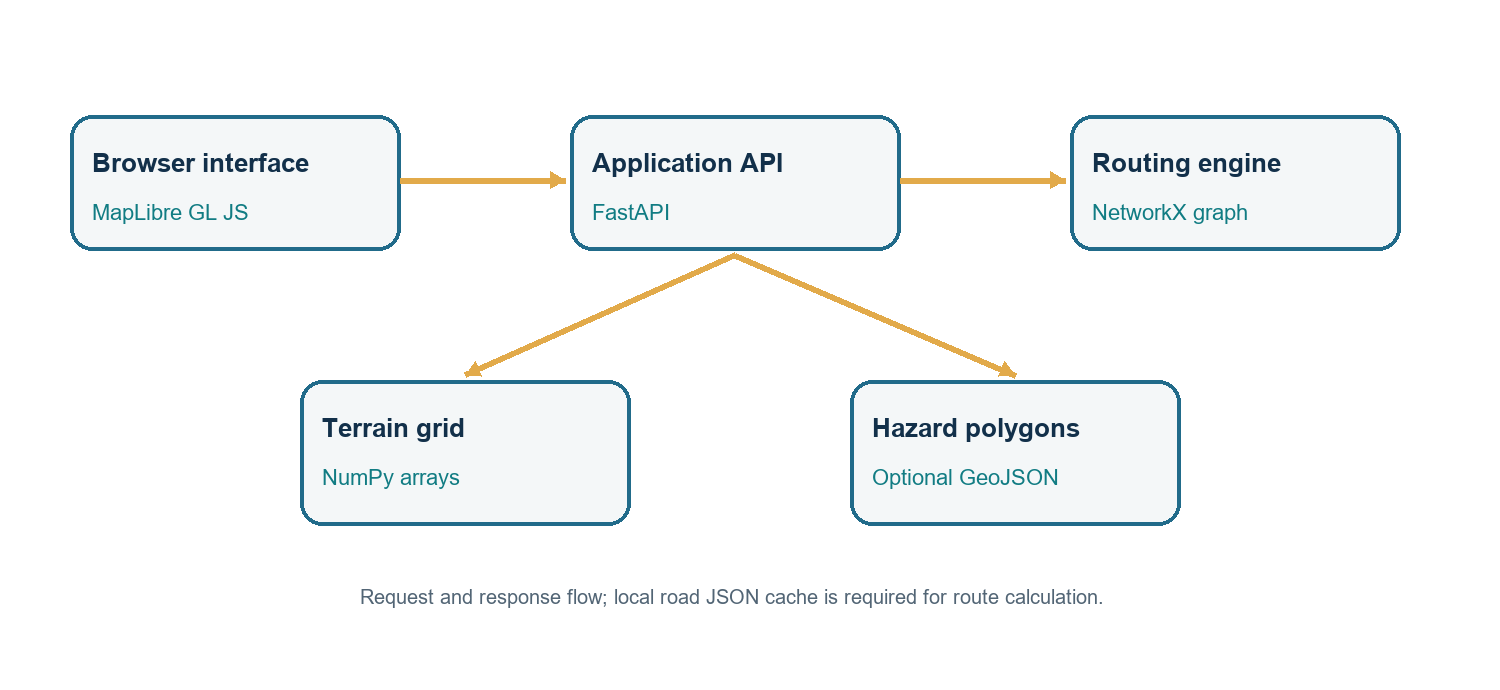 Browser interface
MapLibre GL JS
Application API
FastAPI
Routing engine
NetworkX graph
Terrain grid
NumPy arrays
Hazard polygons
Optional GeoJSON
Request and response flow; local road JSON cache is required for route calculation.